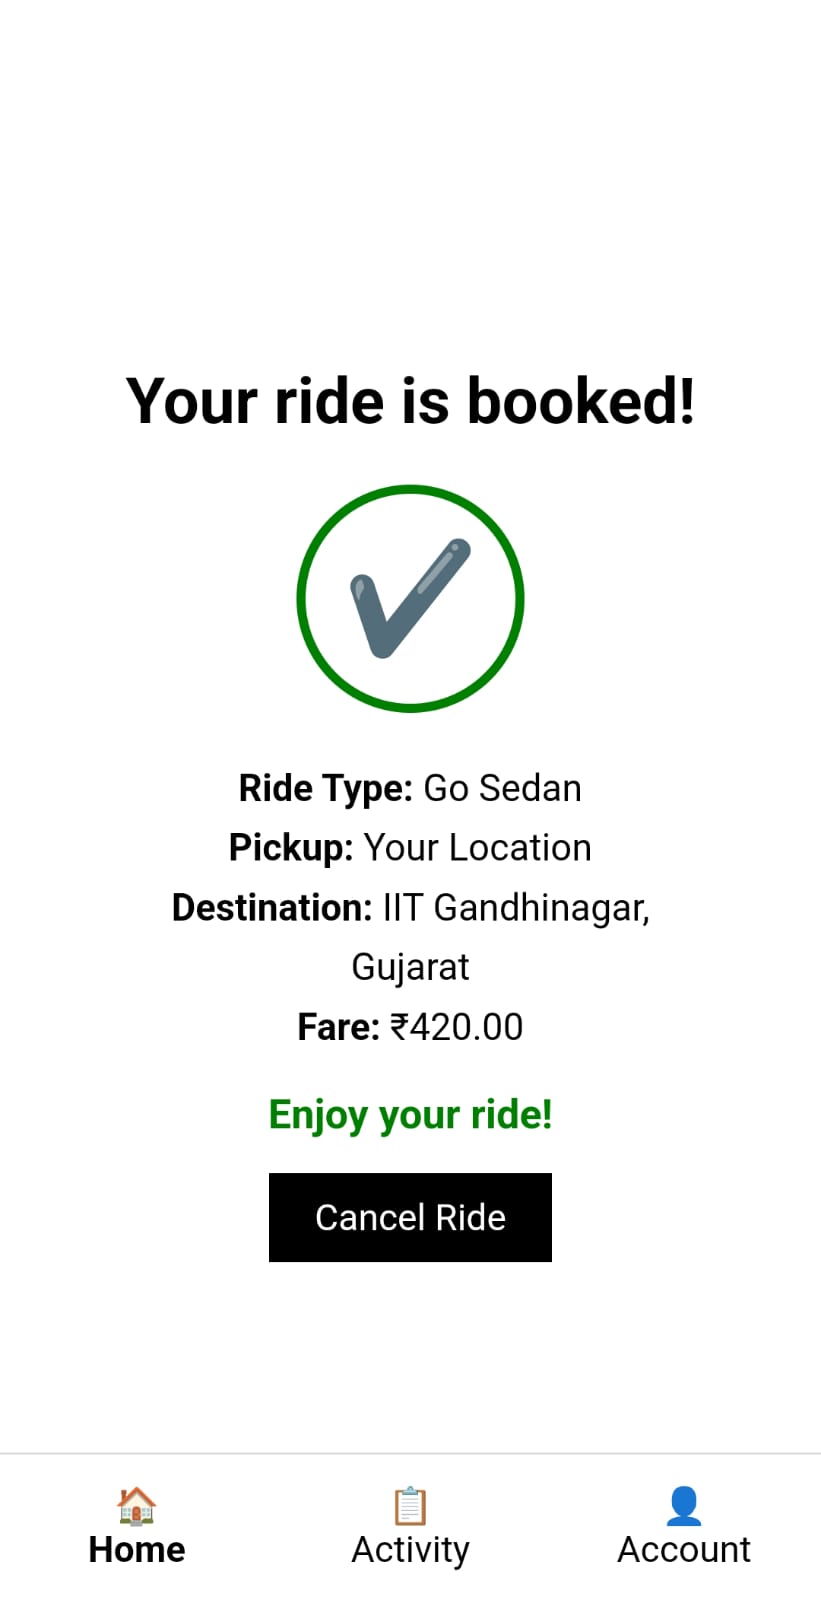 Your ride is booked!
Ride Type: Go Sedan
Pickup: Your Location
Destination: IIT Gandhinagar,
Gujarat
Fare: ₹420.00
Enjoy your ride!
Cancel Ride
Home
Activity
Account